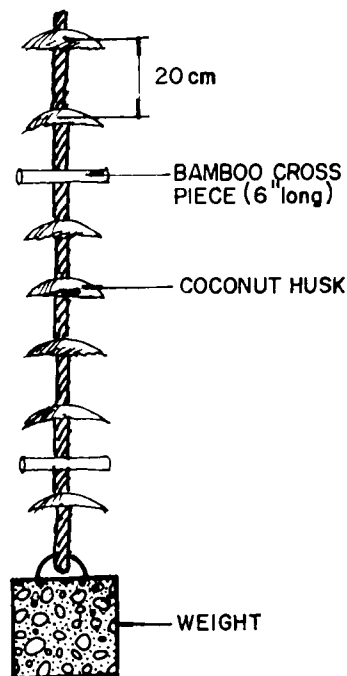 20 cm
BAMBOO CROSS
PIECE (6" long)
COCONUT HUSK
WEIGHT